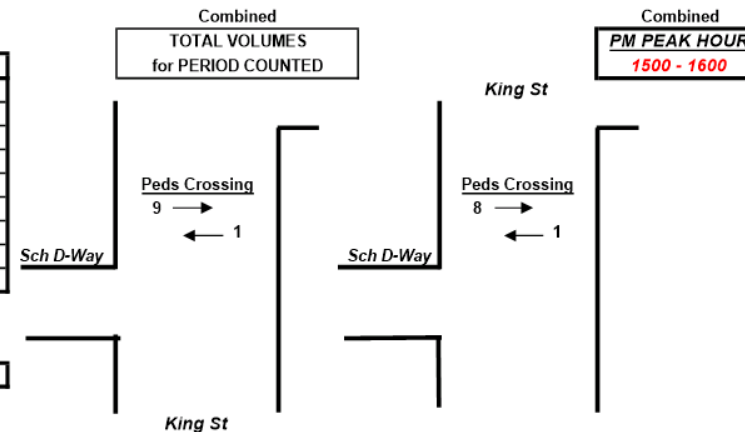 Combined
TOTAL VOLUMES
for PERIOD COUNTED
Combined
PM PEAK HOUR
1500 - 1600
King St
Peds Crossing
9
1
Peds Crossing
8
1
Sch D-Way
Sch D-Way
King St